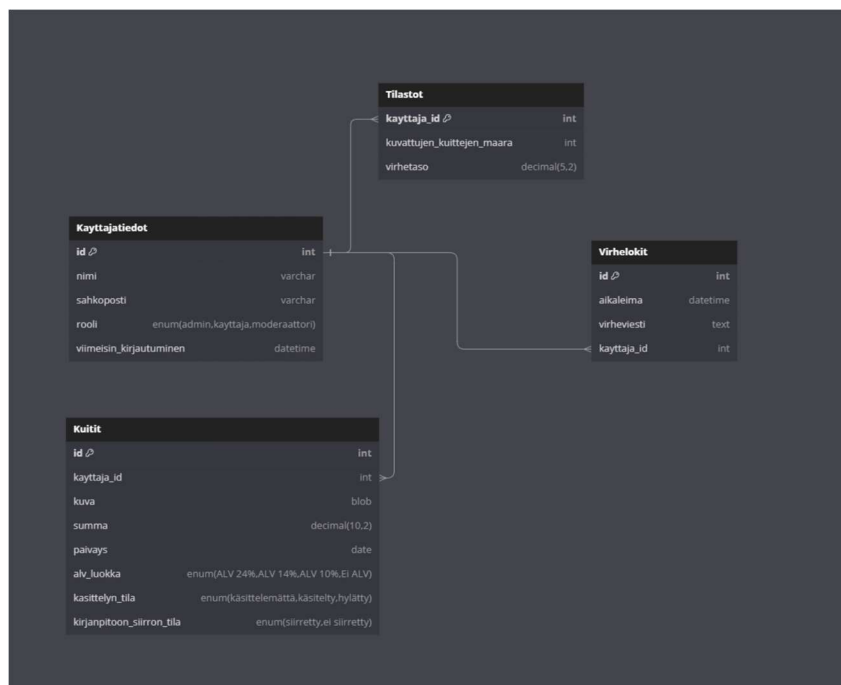 Tilastot
kayttaja_id int
kuvattujen_kuittejen_maara int
virhetaso decimal(5,2)
Kayttajatiedot
id int
nimi varchar
sahkoposti varchar
rooli enum(admin,kayttaja,moderaattori)
viimeisin_kirjautuminen datetime
Virhelokit
id int
aikaleima datetime
virheviesti text
kayttaja_id int
Kuitit
id int
kayttaja_id int
kuva blob
summa decimal(10,2)
paivays date
alv_luokka enum(ALV 24%,ALV 14%,ALV 10%,Ei ALV)
kasittelyn_tila enum(käsittelemättä,käsitelty,hylätty)
kirjanpitoon_siirron_tila enum(siirretty,ei siirretty)